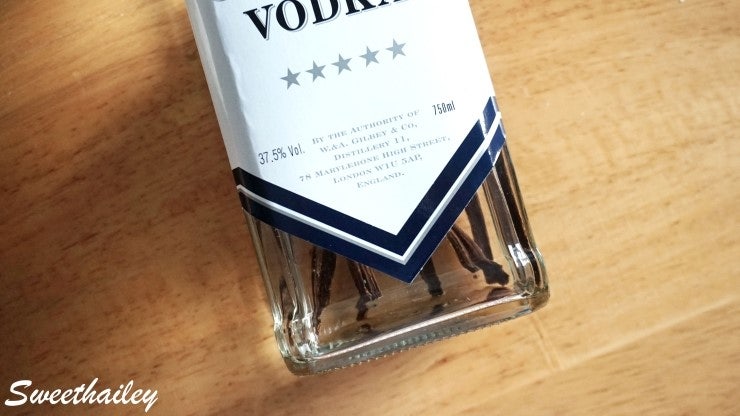 VODKA
37.5% Vol.
BY THE AUTHORITY OF
W.&A. GILBEY & CO,
DISTILLERY 11,
78 MARYLEBONE HIGH STREET,
LONDON W1U 5AP,
ENGLAND.
750ml
Sweethailey